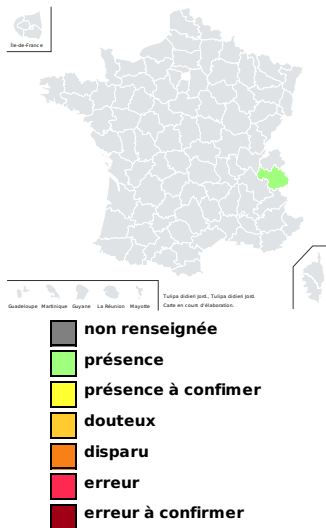 Île-de-France
Guadeloupe Martinique Guyane La Réunion Mayotte
Tulipa didieri Jord., Tulipa didieri Jord.
Carte en cours d'élaboration.
non renseignée
présence
présence à confimer
douteux
disparu
erreur
erreur à confirmer